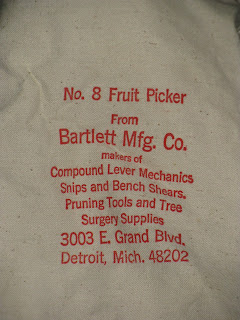 No. 8 Fruit Picker
From
Bartlett Mfg. Co.
makers of
Compound Lever Mechanics
Snips and Bench Shears.
Pruning Tools and Tree
Surgery Supplies
3003 E. Grand Blvd.
Detroit, Mich. 48202